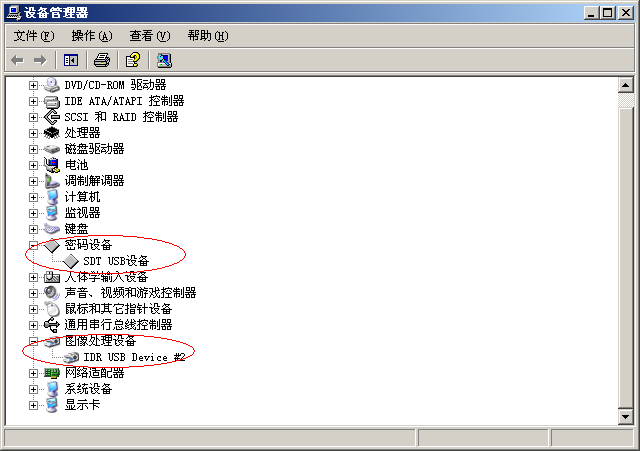 设备管理器
文件(F) 操作(A) 查看(V) 帮助(H)
DVD/CD-ROM 驱动器
IDE ATA/ATAPI 控制器
SCSI 和 RAID 控制器
处理器
磁盘驱动器
电池
调制解调器
计算机
监视器
键盘
密码设备
SDT USB设备
人体学输入设备
声音、视频和游戏控制器
鼠标和其它指针设备
通用串行总线控制器
图像处理设备
IDR USB Device #2
网络适配器
系统设备
显示卡